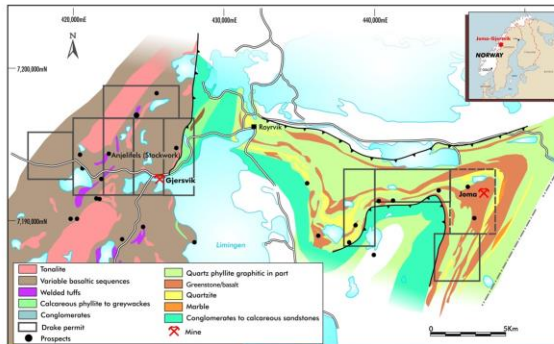 420,000mE
430,000mE
440,000mE
N
7,200,000mN
7,190,000mN
Joma Gjersvik
NORWAY
Røyrvik
Anjelifels (Stockwork)
Gjersvik
Joma
Limingen
Tonalite
Variable basaltic sequences
Welded tuffs
Calcareous phyllite to greywackes
Conglomerates
Drake permit
Prospects
Quartz phyllite graphitic in part
Greenstone/basalt
Quartzite
Marble
Conglomerates to calcareous sandstones
Mine
5Km